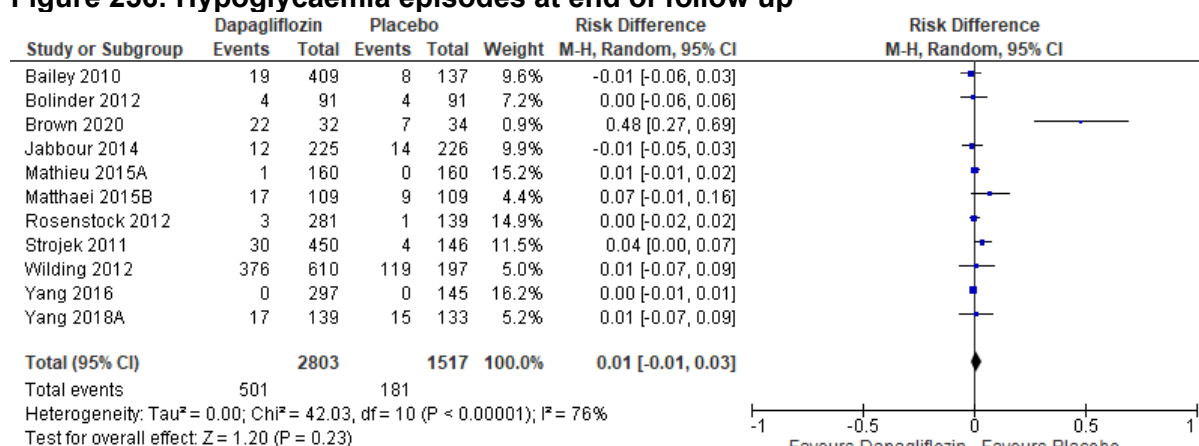 Figure 256: Hypoglycaemia episodes at end of follow up
Dapagliflozin Placebo Risk Difference Risk Difference
Study or Subgroup Events Total Events Total Weight M-H, Random, 95% CI M-H, Random, 95% CI
Bailey 2010 19 409 8 137 9.6% -0.01 [-0.06, 0.03]
Bolinder 2012 4 91 4 91 7.2% 0.00 [-0.06, 0.06]
Brown 2020 22 32 7 34 0.9% 0.48 [0.27, 0.69]
Jabbour 2014 12 225 14 226 9.9% -0.01 [-0.05, 0.03]
Mathieu 2015A 1 160 0 160 15.2% 0.01 [-0.01, 0.02]
Matthaei 2015B 17 109 9 109 4.4% 0.07 [-0.01, 0.16]
Rosenstock 2012 3 281 1 139 14.9% 0.00 [-0.02, 0.02]
Strojek 2011 30 450 4 146 11.5% 0.04 [0.00, 0.07]
Wilding 2012 376 610 119 197 5.0% 0.01 [-0.07, 0.09]
Yang 2016 0 297 0 145 16.2% 0.00 [-0.01, 0.01]
Yang 2018A 17 139 15 133 5.2% 0.01 [-0.07, 0.09]
Total (95% CI) 2803 1517 100.0% 0.01 [-0.01, 0.03]
Total events 501 181
Heterogeneity: Tau² = 0.00; Chi² = 42.03, df = 10 (P < 0.00001); I² = 76%
Test for overall effect: Z = 1.20 (P = 0.23)
-1 -0.5 0 0.5 1
Favours Dapagliflozin Favours Placebo